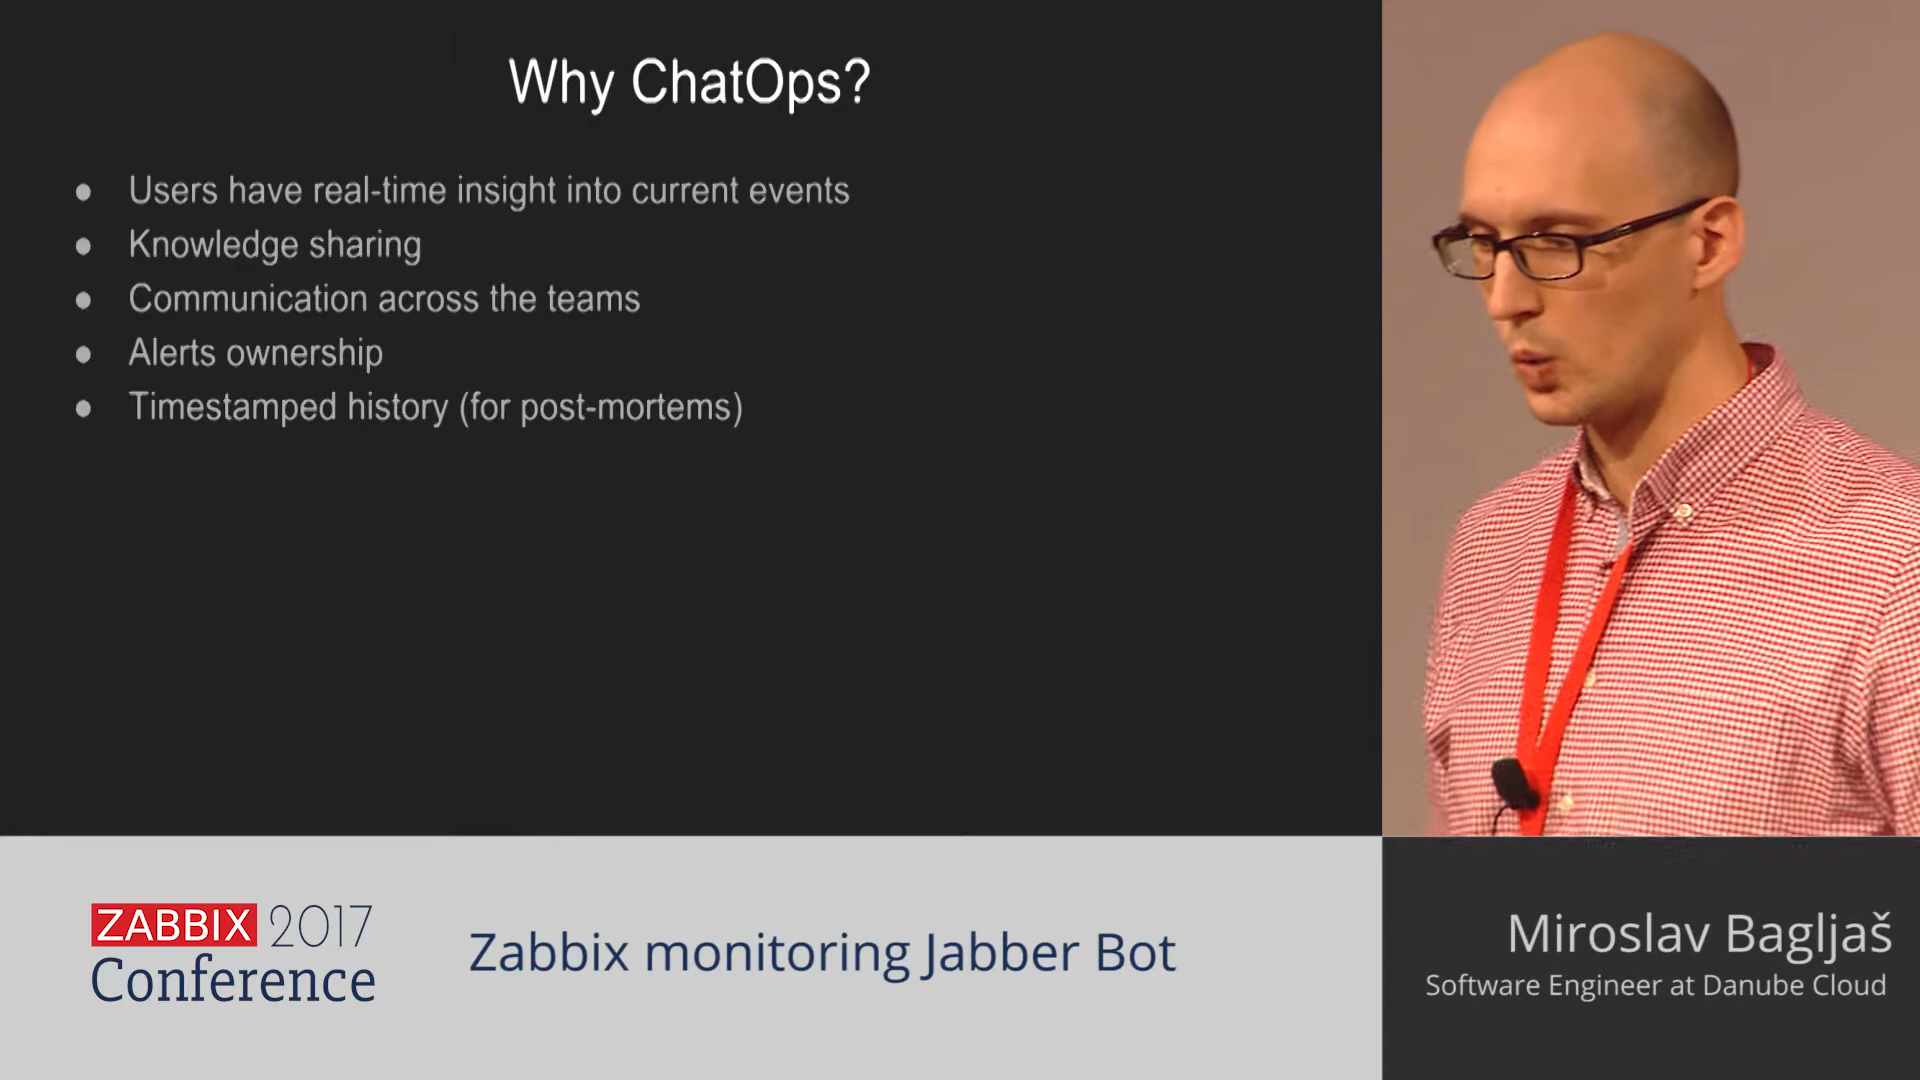 Why ChatOps?
● Users have real-time insight into current events
● Knowledge sharing
● Communication across the teams
● Alerts ownership
● Timestamped history (for post-mortems)
ZABBIX 2017
Conference
Zabbix monitoring Jabber Bot
Miroslav Bagljaš
Software Engineer at Danube Cloud